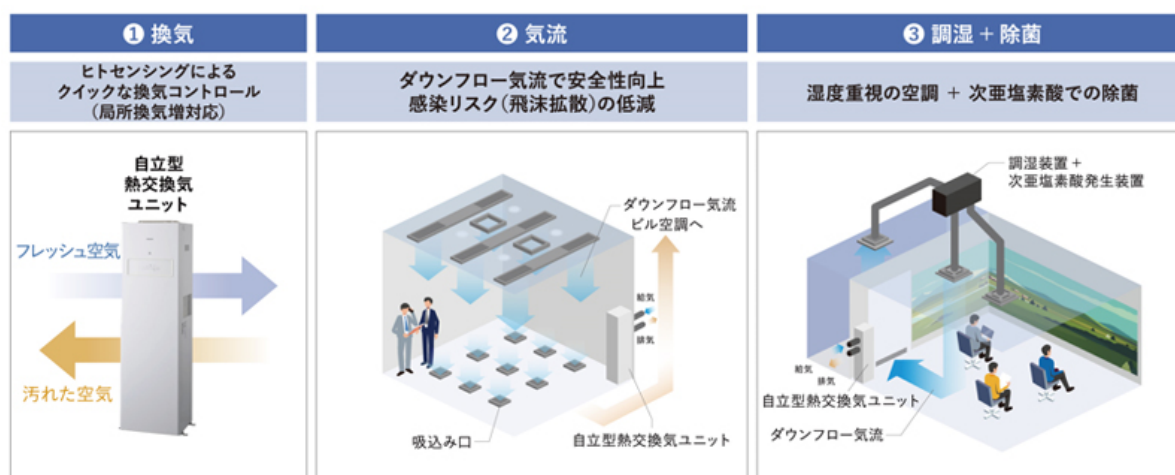 ❶ 換気
ヒトセンシングによる
クイックな換気コントロール
(局所換気増対応)
自立型
熱交換気
ユニット
フレッシュ空気
汚れた空気
❷ 気流
ダウンフロー気流で安全性向上
感染リスク(飛沫拡散)の低減
ダウンフロー気流
ビル空調へ
給気
排気
吸込み口
自立型熱交換気ユニット
❸ 調湿 + 除菌
湿度重視の空調 + 次亜塩素酸での除菌
調湿装置 +
次亜塩素酸発生装置
給気
排気
自立型熱交換気ユニット
ダウンフロー気流